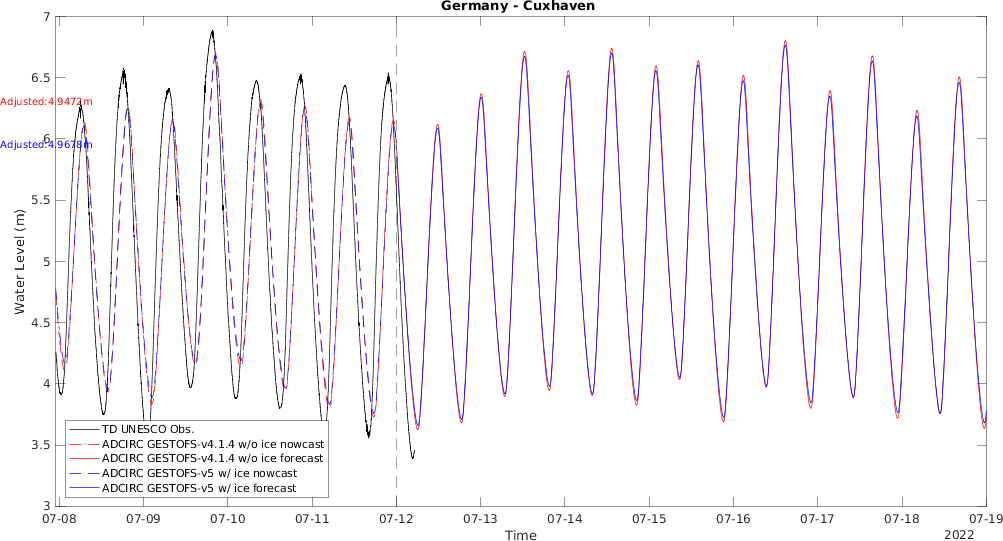 Germany - Cuxhaven
7
6.5
Adjusted:4.9472m
6
Adjusted:4.9678m
5.5
5
4.5
4
3.5
3
Water Level (m)
TD UNESCO Obs.
ADCIRC GESTOFS-v4.1.4 w/o ice nowcast
ADCIRC GESTOFS-v4.1.4 w/o ice forecast
ADCIRC GESTOFS-v5 w/ ice nowcast
ADCIRC GESTOFS-v5 w/ ice forecast
07-08 07-09 07-10 07-11 07-12 07-13 07-14 07-15 07-16 07-17 07-18 07-19
Time
2022